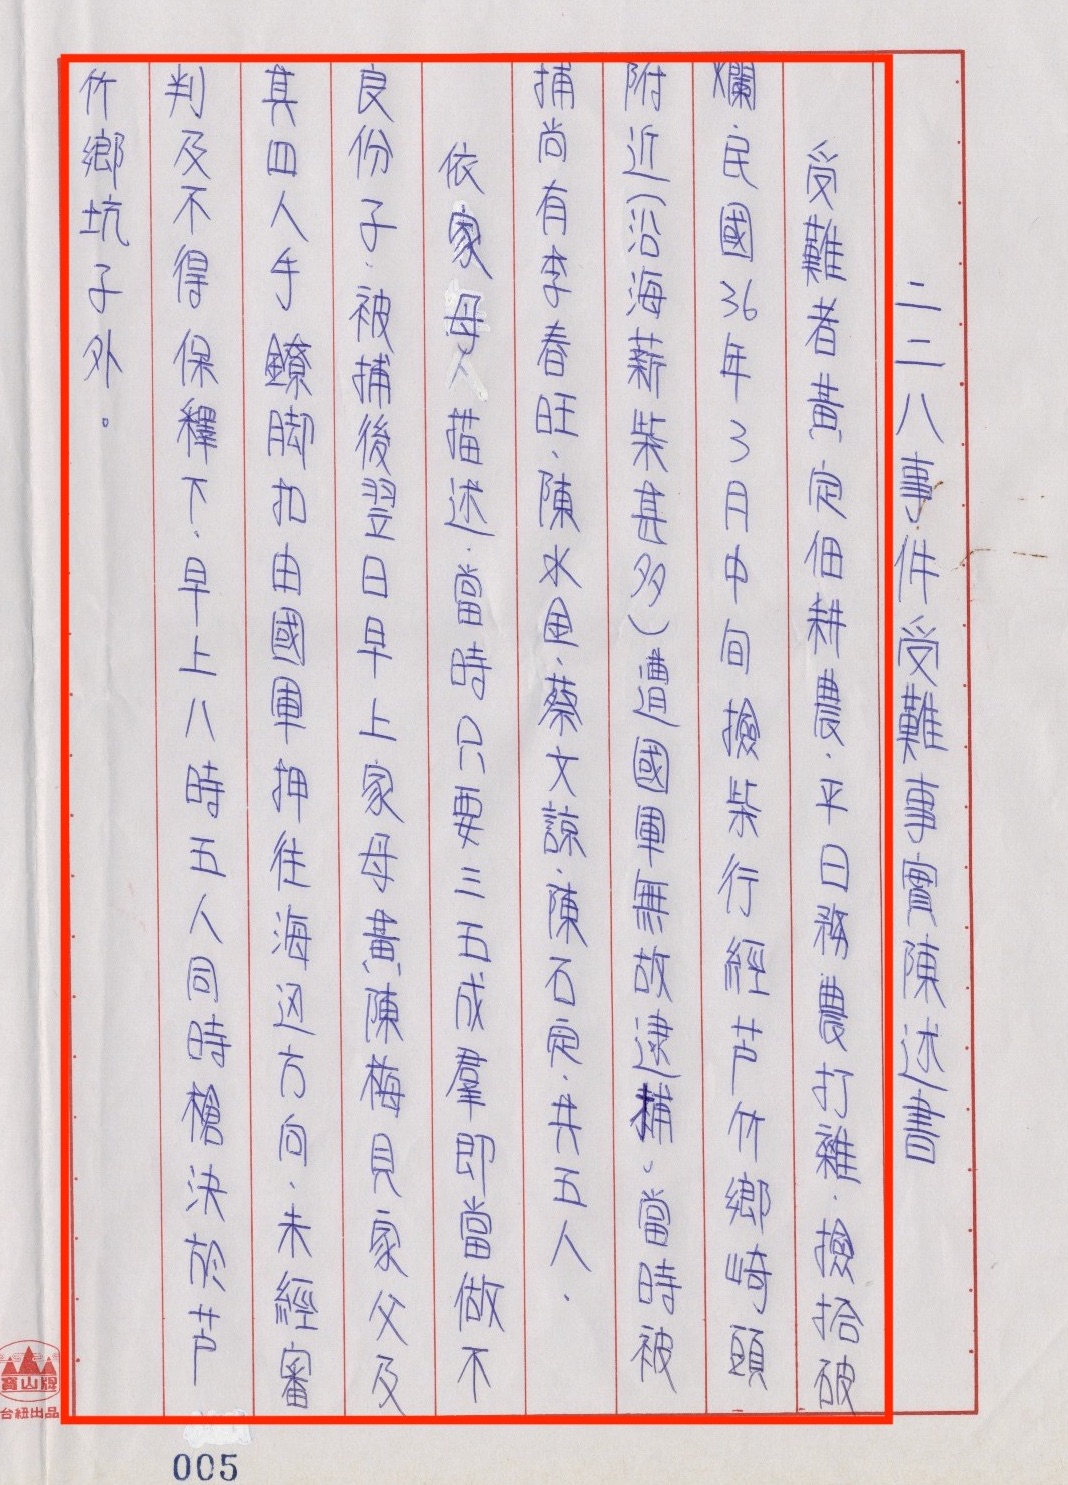 二二八事件受難事實陳述書
受難者黃定佃耕農．平日務農打雜．撿拾破
爛．民國36年3月中旬撿柴行經芦竹鄉崎頭
附近（沿海薪柴甚多）遭國軍無故逮捕．當時被
捕尚有李春旺．陳水金．蔡文諒．陳石定．共五人．
依家母人描述．當時只要三五成羣即當做不
良份子．被捕後翌日早上家母黃陳梅見家父及
其四人手鐐脚扣由國軍押往海边方向．未經審
判及不得保釋下．早上八時五人同時槍決於芦
竹鄉坑子外。
寶山牌
台紐出品
005